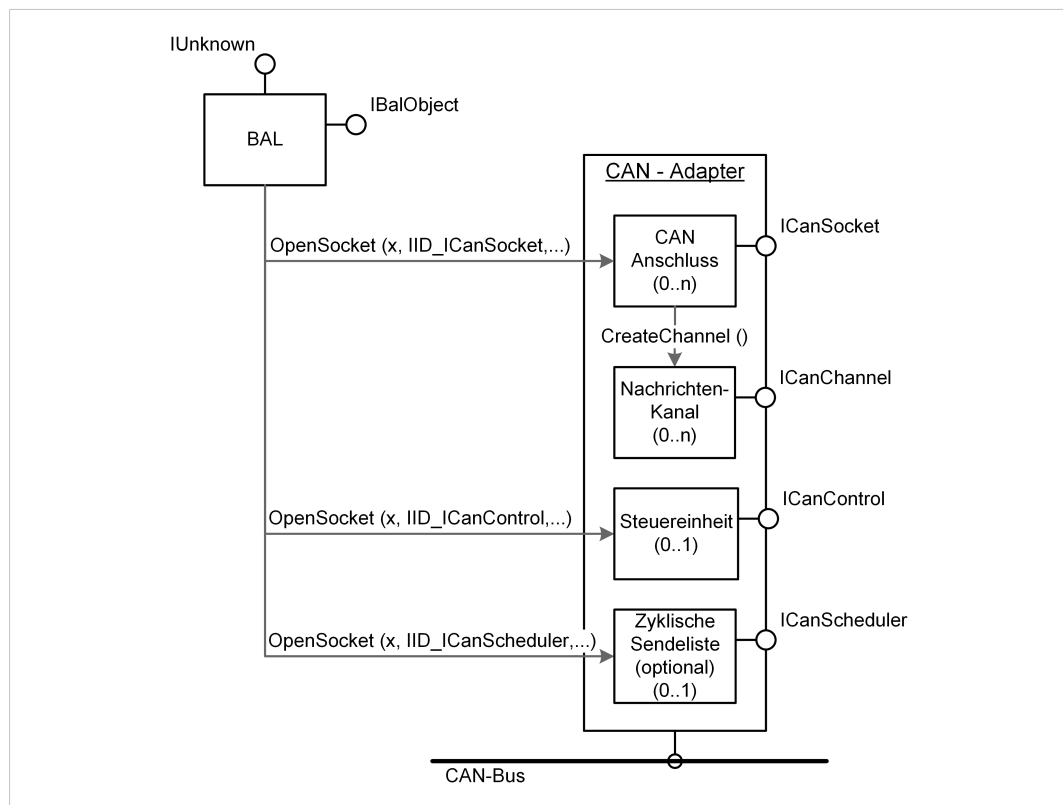 IUnknown
IBalObject
BAL
CAN - Adapter
OpenSocket (x, IID_ICanSocket,...)
CAN
Anschluss
(0..n)
ICanSocket
CreateChannel ()
Nachrichten-
Kanal
(0..n)
ICanChannel
OpenSocket (x, IID_ICanControl,...)
Steuereinheit
(0..1)
ICanControl
OpenSocket (x, IID_ICanScheduler,...)
Zyklische
Sendeliste
(optional)
(0..1)
ICanScheduler
CAN-Bus